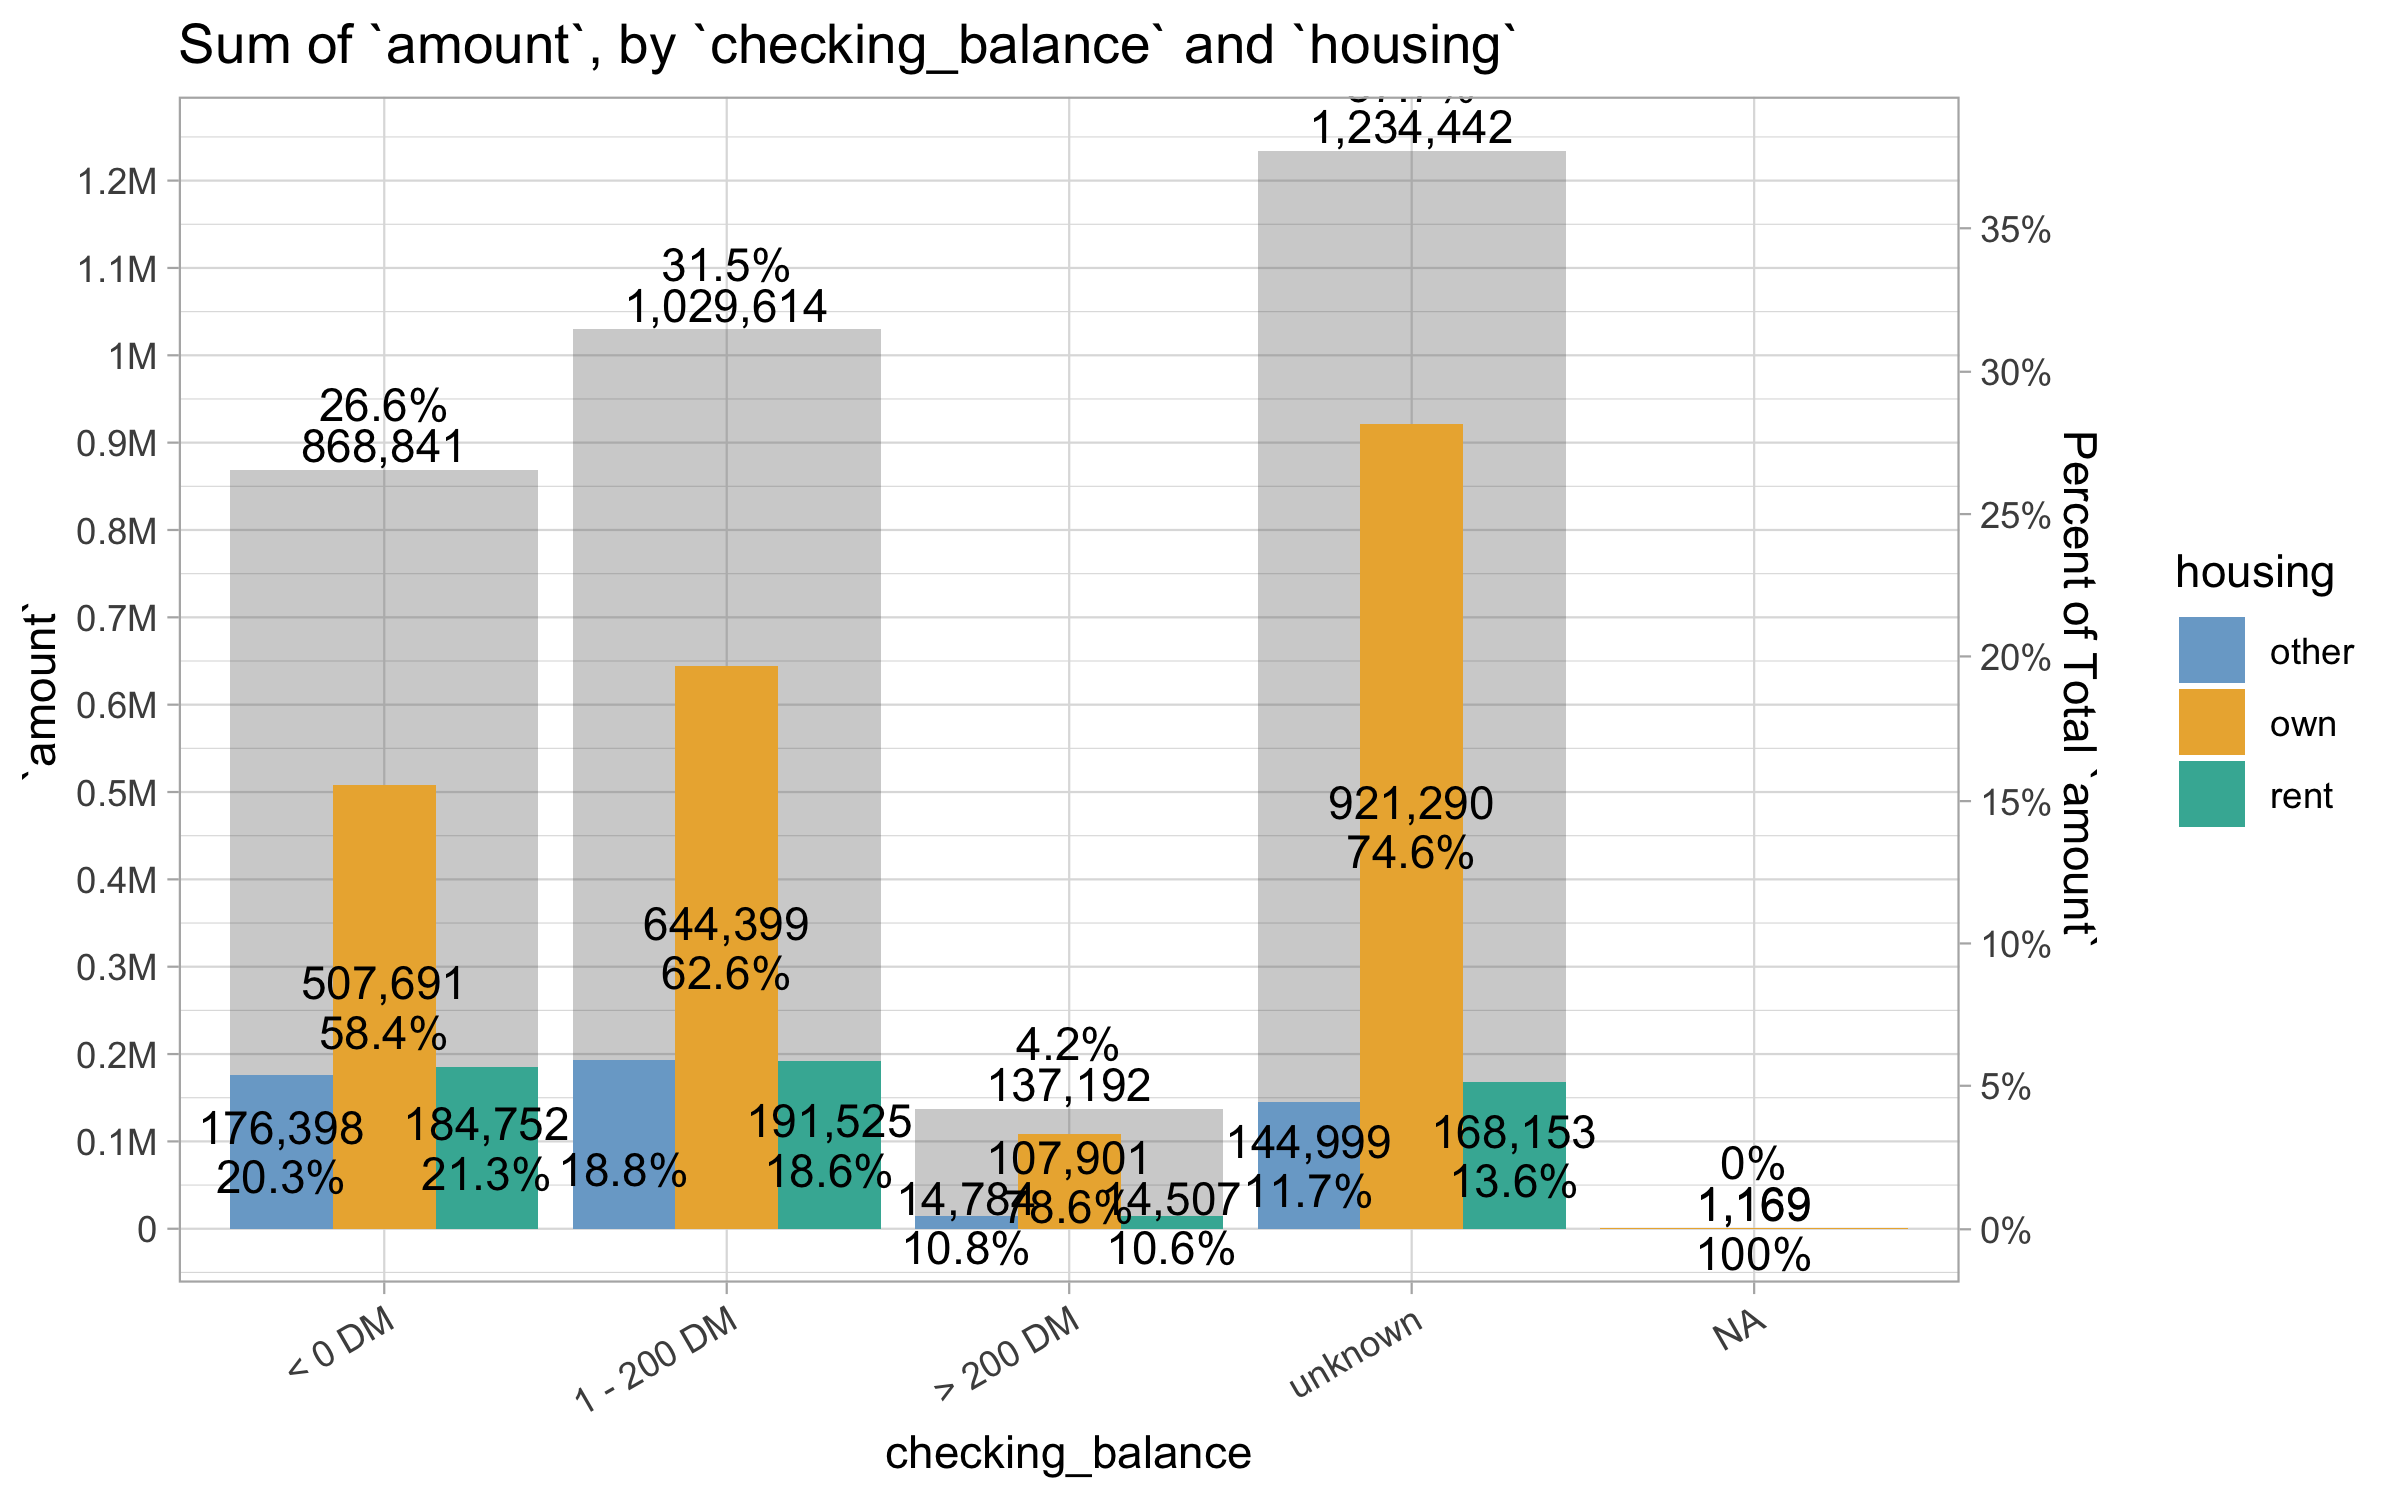 Sum of `amount`, by `checking_balance` and `housing`
1,234,442
31.5%
1,029,614
26.6%
868,841
921,290
74.6%
644,399
62.6%
507,691
58.4%
4.2%
137,192
176,398
20.3%
184,752
21.3%
18.8%
191,525
18.6%
14,784
10.8%
107,901
78.6%
14,507
10.6%
144,999
11.7%
168,153
13.6%
0%
1,169
100%
1.2M
1.1M
1M
0.9M
0.8M
0.7M
0.6M
0.5M
0.4M
0.3M
0.2M
0.1M
0
`amount`
35%
30%
25%
20%
15%
10%
5%
0%
Percent of Total `amount`
housing
other
own
rent
< 0 DM
1 - 200 DM
> 200 DM
unknown
NA
checking_balance